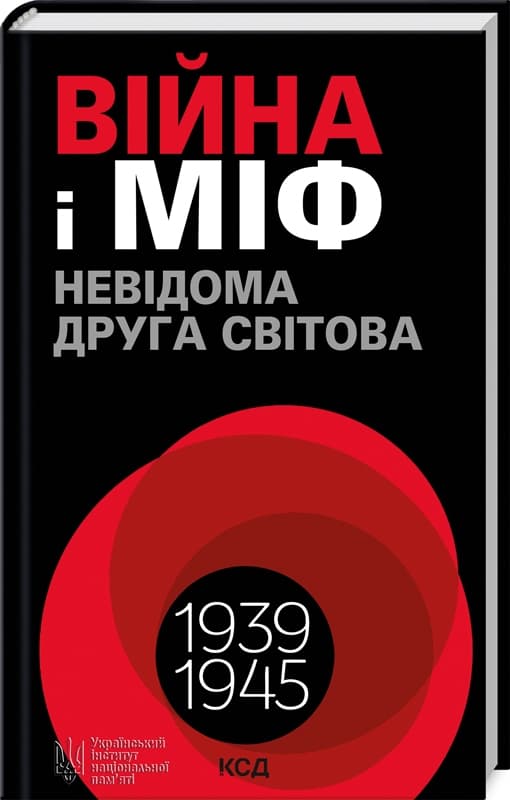 ВІЙНА
і МІФ
НЕВІДОМА
ДРУГА СВІТОВА
1939
1945
Український
інститут
національної
пам'яті
КСД